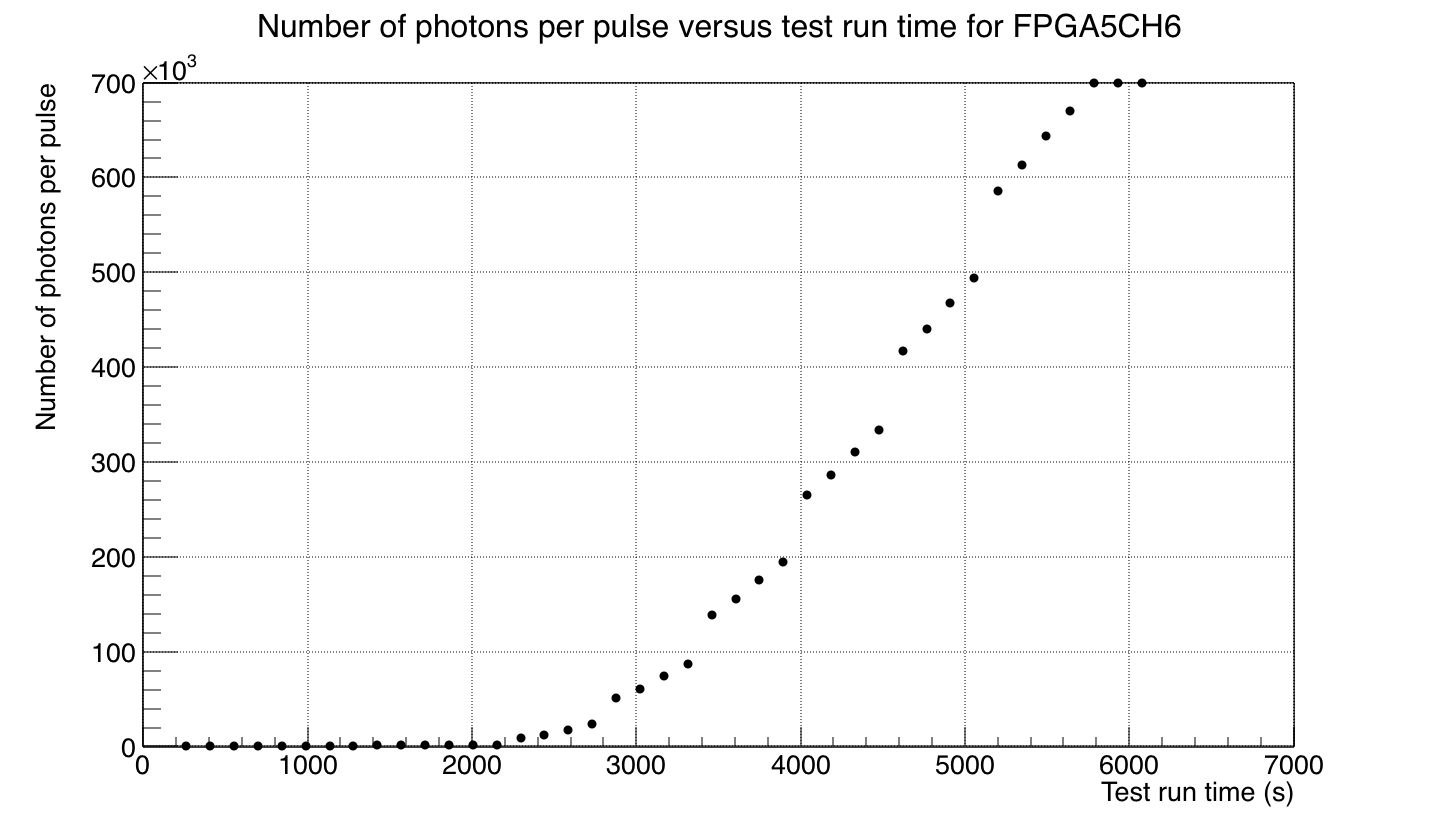 Number of photons per pulse versus test run time for FPGA5CH6
×10³
Number of photons per pulse
700
600
500
400
300
200
100
0
0 1000 2000 3000 4000 5000 6000 7000
Test run time (s)